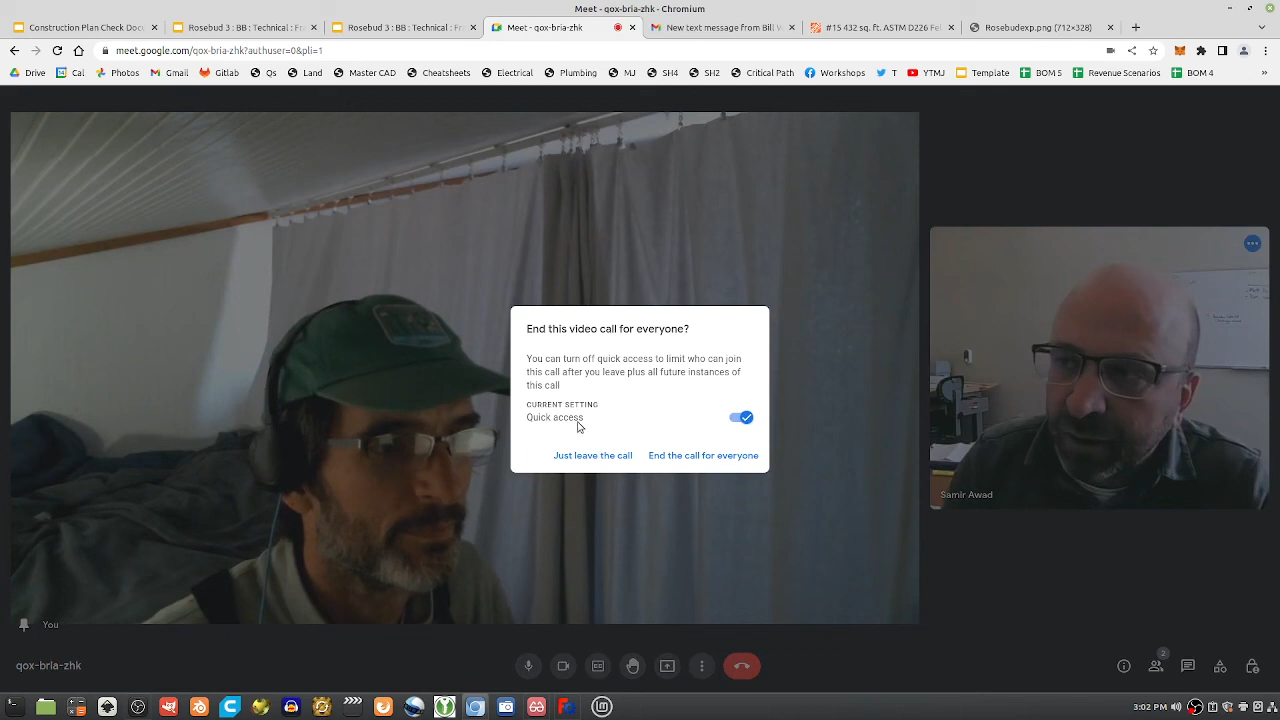 Meet - qox-bria-zhk - Chromium
Construction Plan Check Doc
Rosebud 3 : BB : Technical : Fra
Rosebud 3 : BB : Technical : Fra
Meet - qox-bria-zhk
New text message from Bill W
#15 432 sq. ft. ASTM D226 Fel
Rosebudexp.png (712×328)
meet.google.com/qox-bria-zhk?authuser=0&pli=1
Drive
Cal
Photos
Gmail
Gitlab
Qs
Land
Master CAD
Cheatsheets
Electrical
Plumbing
NJ
SH4
SH2
Critical Path
Workshops
T
YTMJ
Template
BOM 5
Revenue Scenarios
BOM 4
End this video call for everyone?
You can turn off quick access to limit who can join
this call after you leave plus all future instances of
this call
CURRENT SETTING
Quick access
Just leave the call
End the call for everyone
Samir Awad
You
qox-bria-zhk
2
3:02 PM